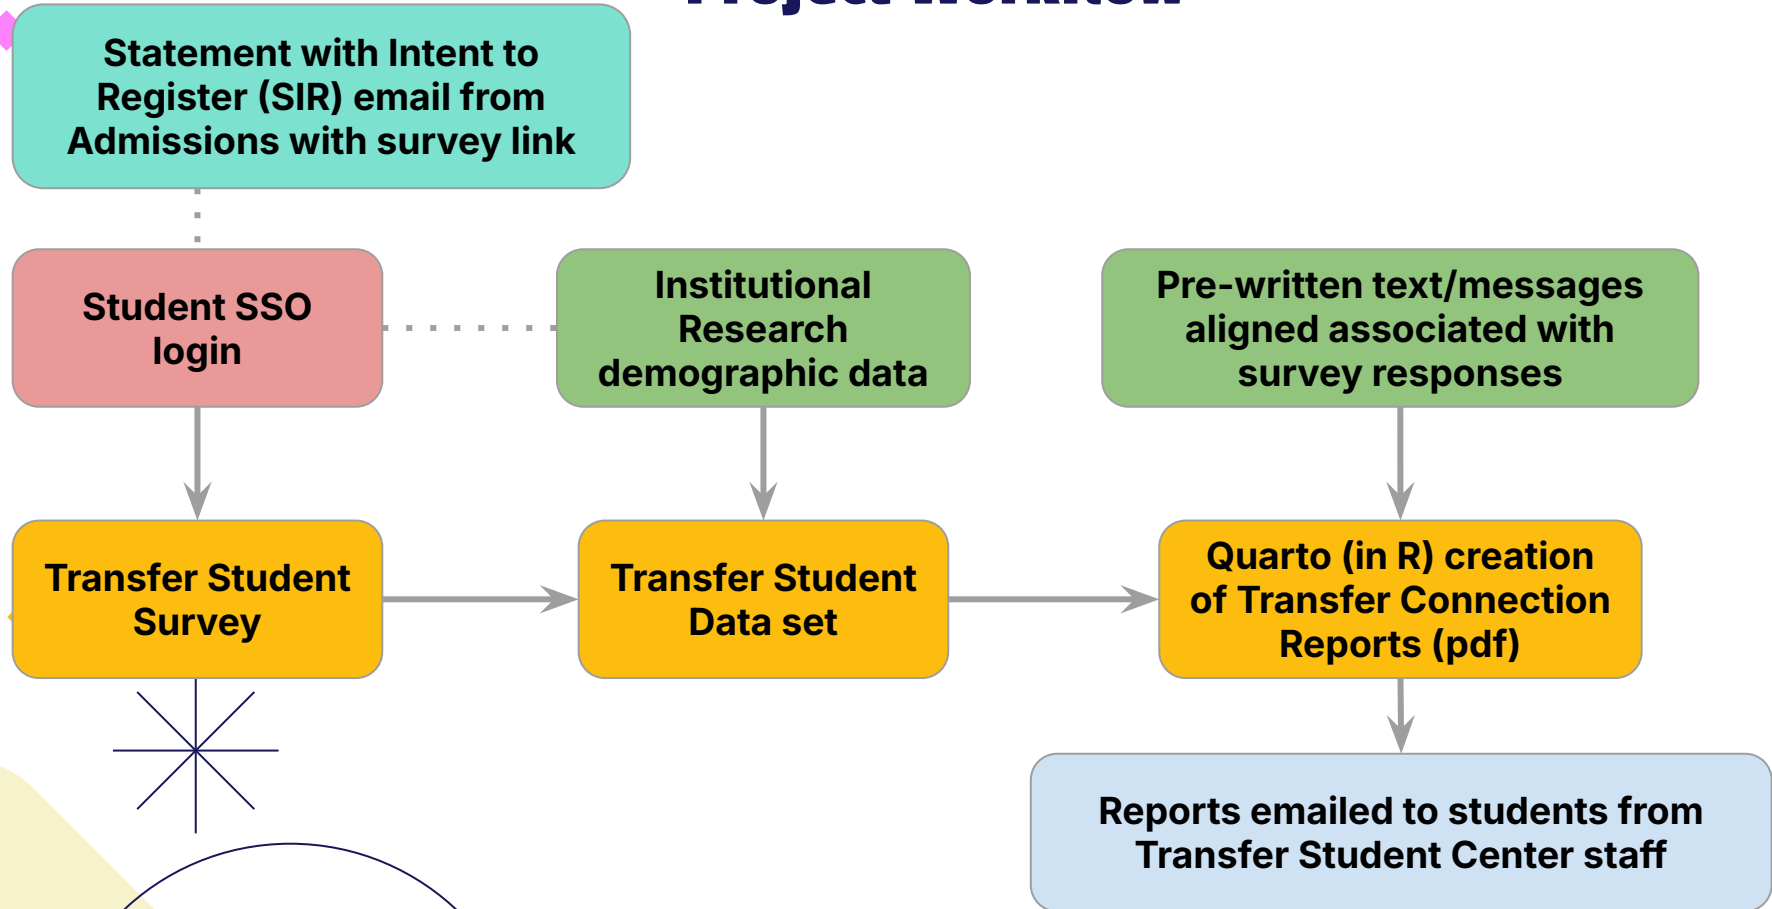 Project Workflow
Statement with Intent to
Register (SIR) email from
Admissions with survey link
Student SSO
login
Institutional
Research
demographic data
Pre-written text/messages
aligned associated with
survey responses
Transfer Student
Survey
Transfer Student
Data set
Quarto (in R) creation
of Transfer Connection
Reports (pdf)
Reports emailed to students from
Transfer Student Center staff